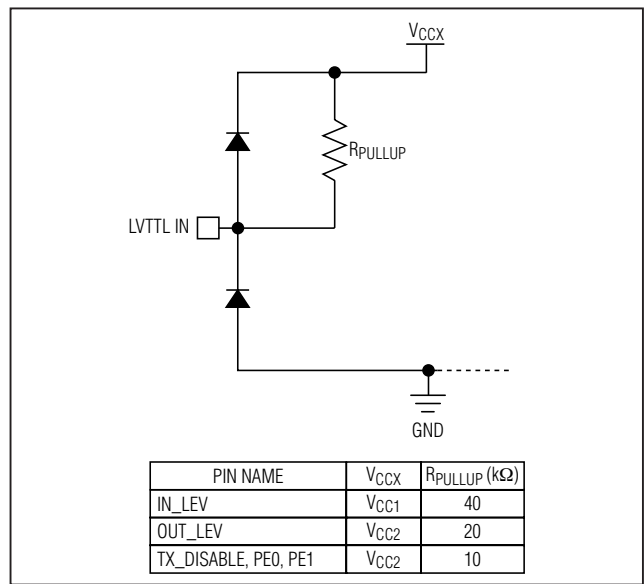 VCCX
RPULLUP
LVTTL IN
GND
PIN NAME VCCX RPULLUP (kΩ)
IN_LEV VCC1 40
OUT_LEV VCC2 20
TX_DISABLE, PE0, PE1 VCC2 10